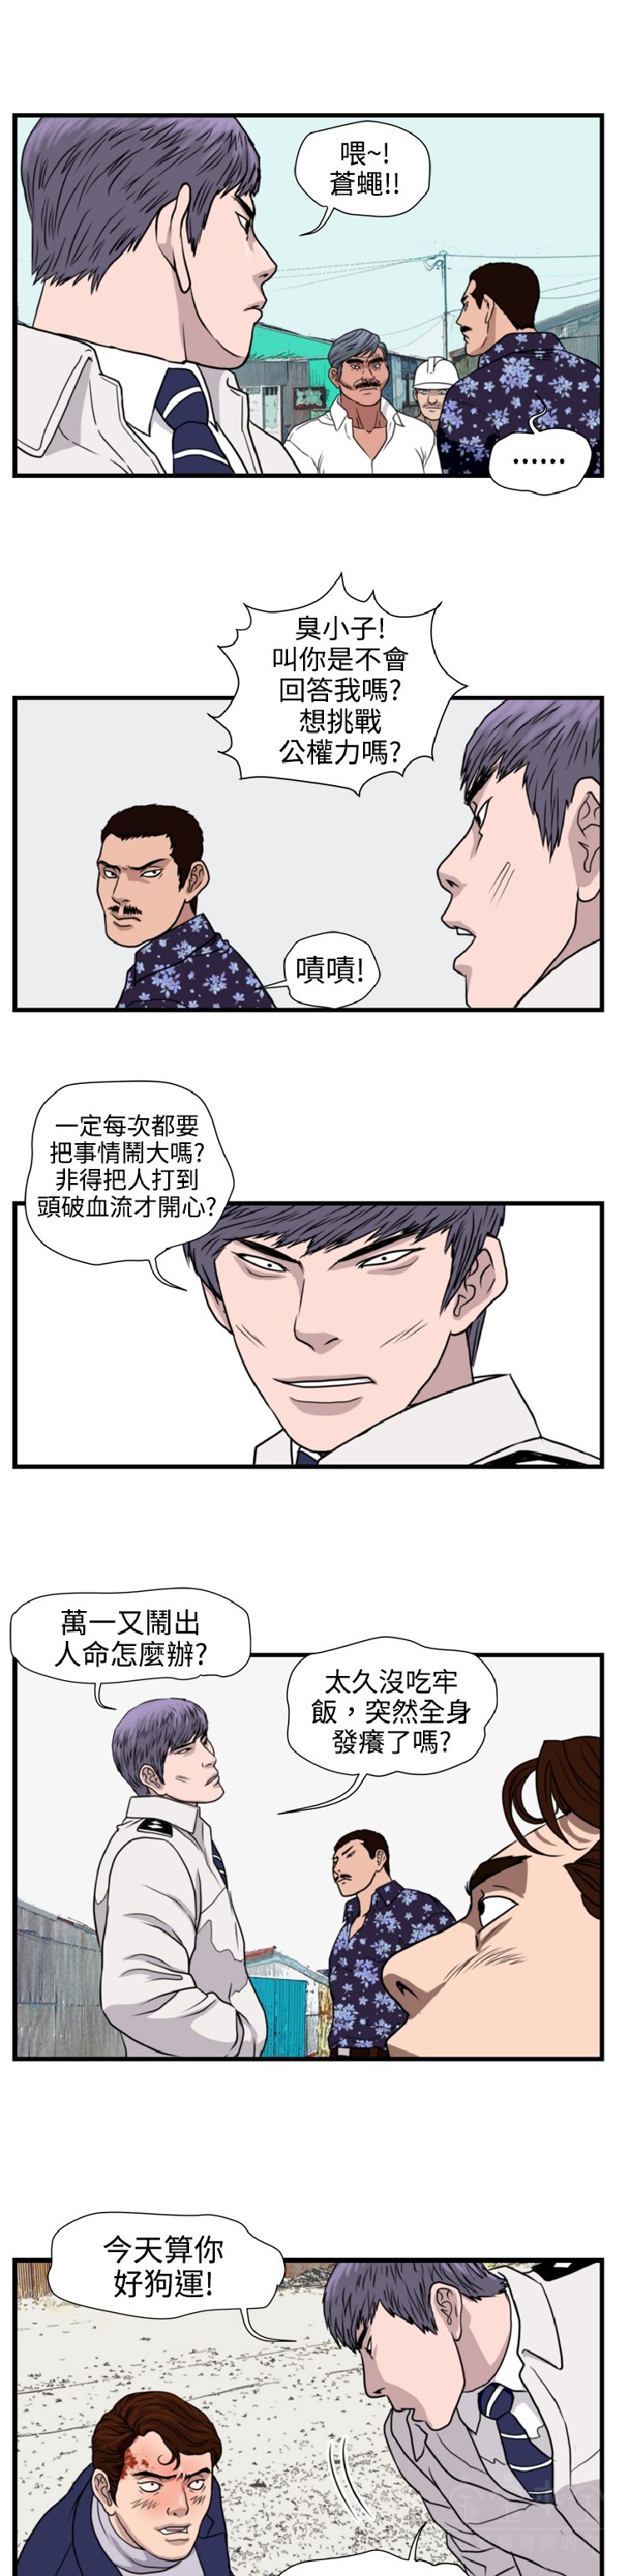 喂~!
蒼蠅!!
......
臭小子!
叫你是不會
回答我嗎?
想挑戰
公權力嗎?
嘖嘖!
一定每次都要
把事情鬧大嗎?
非得把人打到
頭破血流才開心?
萬一又鬧出
人命怎麼辦?
太久沒吃牢
飯，突然全身
發癢了嗎?
今天算你
好狗運!